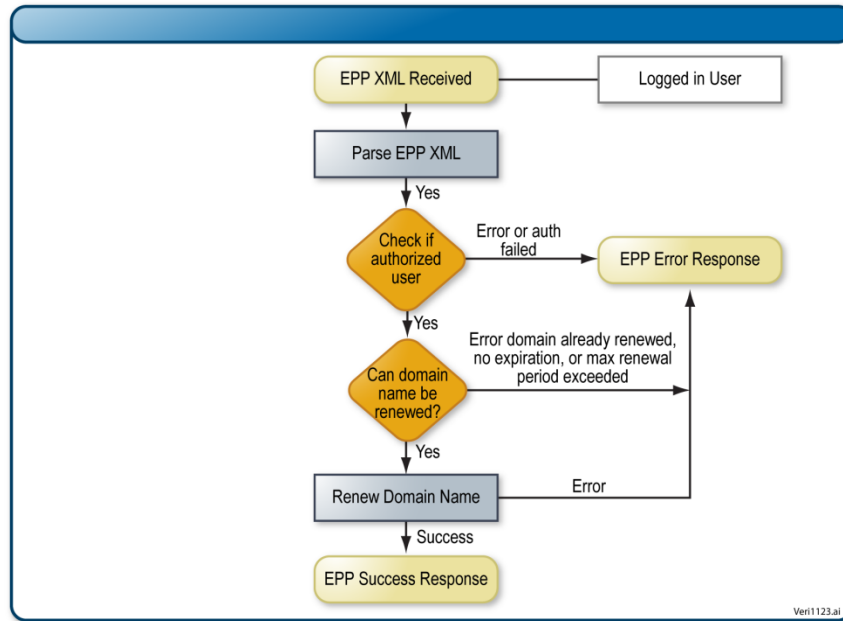 EPP XML Received
Logged in User
Parse EPP XML
Yes
Check if
authorized
user
Error or auth
failed
EPP Error Response
Yes
Error domain already renewed,
no expiration, or max renewal
period exceeded
Can domain
name be
renewed?
Yes
Renew Domain Name
Error
Success
EPP Success Response
Veri1123.ai